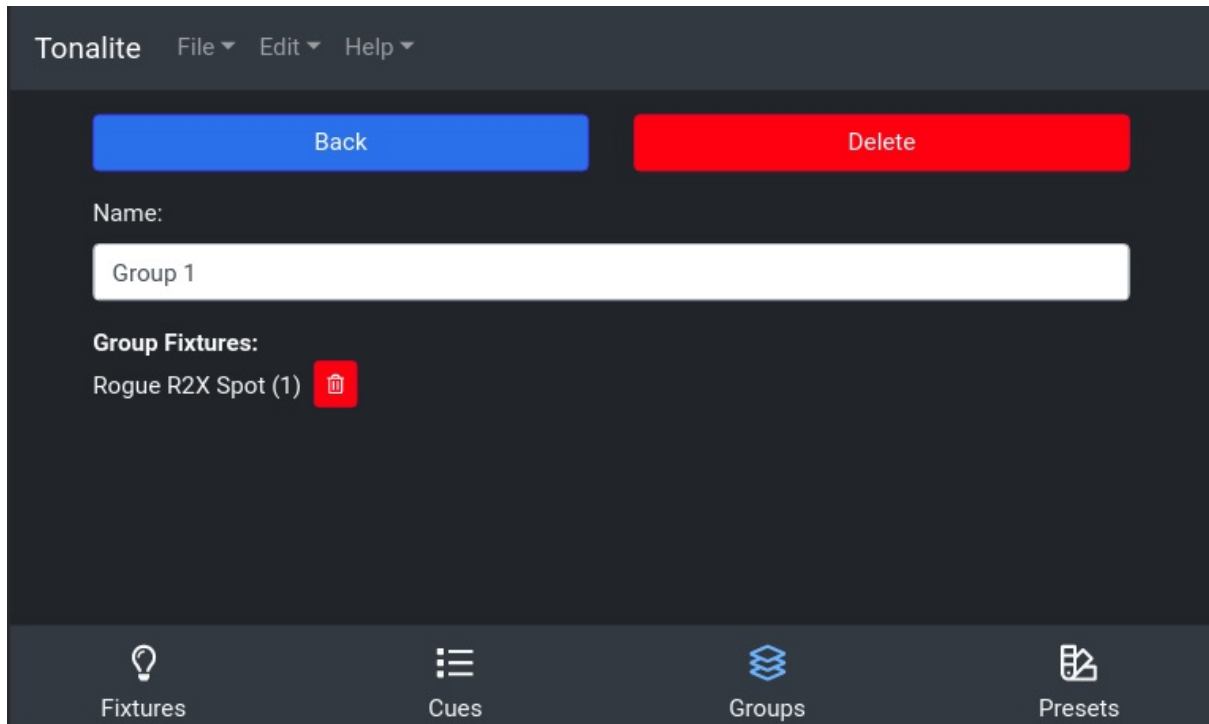 Tonalite File Edit Help
Back Delete
Name:
Group 1
Group Fixtures:
Rogue R2X Spot (1)
Fixtures Cues Groups Presets